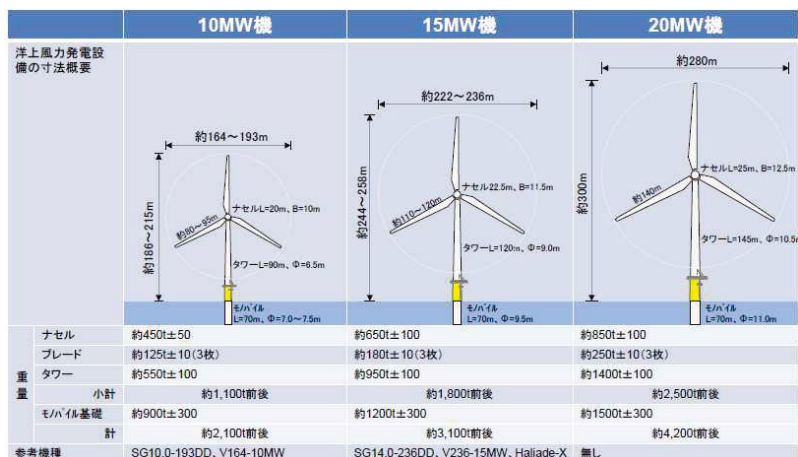 10MW機 15MW機 20MW機
洋上風力発電設
備の寸法概要
約164～193m
約186～215m
約80～95m
ナセルL=20m、B=10m
タワーL=90m、Φ=6.5m
モノパイル
L=70m、Φ=7.0～7.5m
約222～236m
約244～258m
約110～120m
ナセル22.5m、B=11.5m
タワーL=120m、Φ=9.0m
モノパイル
L=70m、Φ=9.5m
約280m
約300m
約140m
ナセルL=25m、B=12.5m
タワーL=145m、Φ=10.5m
モノパイル
L=70m、Φ=11.0m
重量
ナセル 約450t±50 約650t±100 約850t±100
ブレード 約125t±10(3枚) 約180t±10(3枚) 約250t±10(3枚)
タワー 約550t±100 約950t±100 約1400t±100
小計 約1,100t前後 約1,800t前後 約2,500t前後
モノパイル基礎 約900t±300 約1200t±300 約1500t±300
計 約2,100t前後 約3,100t前後 約4,200t前後
参考機種 SG10.0-193DD、V164-10MW SG14.0-236DD、V236-15MW、Haliade-X 無し